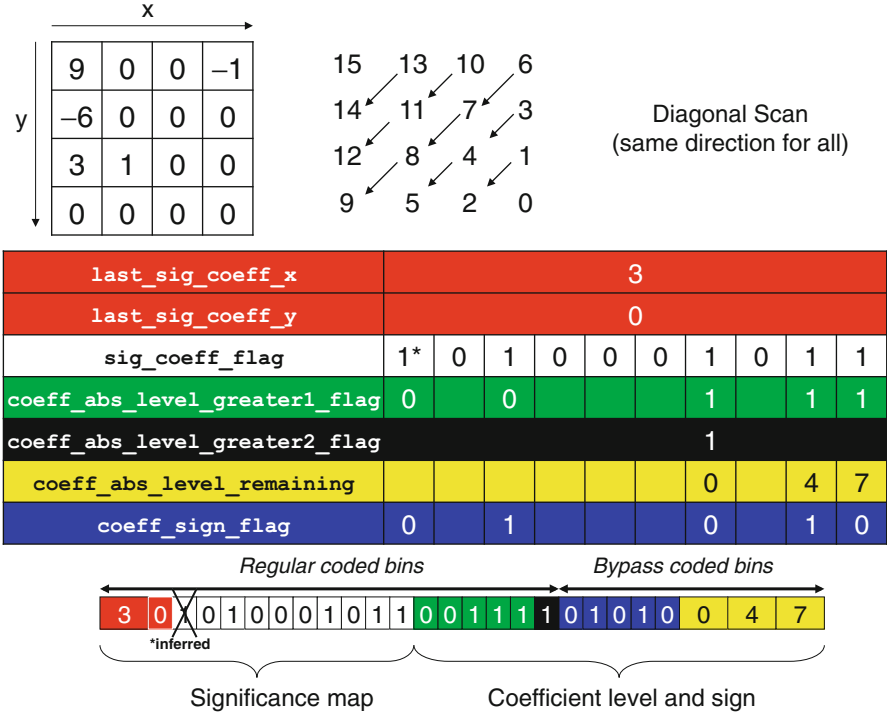 x
y
9 0 0 –1
–6 0 0 0
3 1 0 0
0 0 0 0
15 13 10 6
14 11 7 3
12 8 4 1
9 5 2 0
Diagonal Scan
(same direction for all)
last_sig_coeff_x 3
last_sig_coeff_y 0
sig_coeff_flag 1* 0 1 0 0 0 1 0 1 1
coeff_abs_level_greater1_flag 0 0 1 1 1
coeff_abs_level_greater2_flag 1
coeff_abs_level_remaining 0 4 7
coeff_sign_flag 0 1 0 1 0
Regular coded bins Bypass coded bins
3 0 1 0 1 0 0 0 1 0 1 1 0 0 1 1 1 1 0 1 0 1 0 0 4 7
*inferred
Significance map Coefficient level and sign